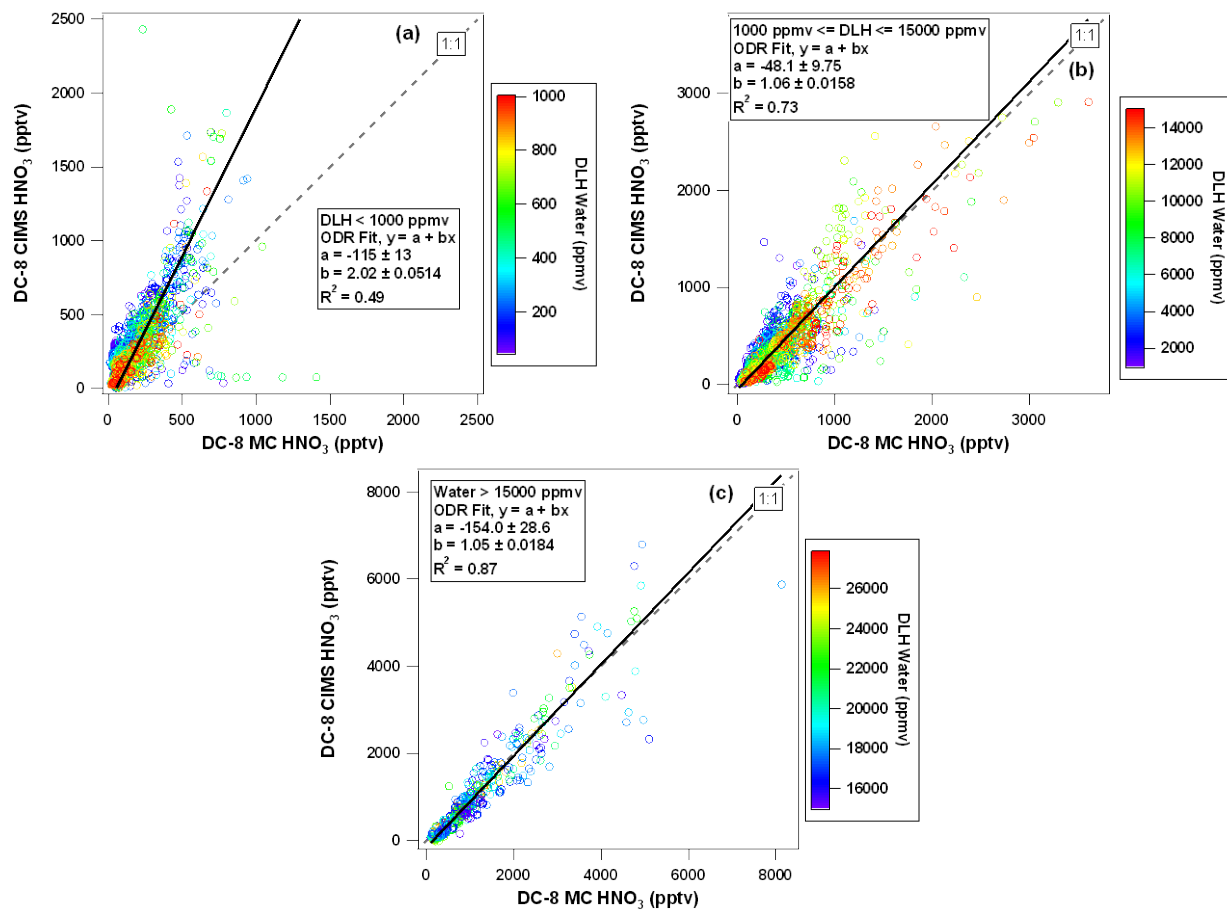 (a)
1:1
2500
2000
1500
1000
500
0
DC-8 CIMS HNO3 (pptv)
DLH < 1000 ppmv
ODR Fit, y = a + bx
a = -115 ± 13
b = 2.02 ± 0.0514
R2 = 0.49
0 500 1000 1500 2000 2500
DC-8 MC HNO3 (pptv)
1000
800
600
400
200
DLH Water (ppmv)
1000 ppmv <= DLH <= 15000 ppmv
ODR Fit, y = a + bx
a = -48.1 ± 9.75
b = 1.06 ± 0.0158
R2 = 0.73
1:1
(b)
3000
2000
1000
0
DC-8 CIMS HNO3 (pptv)
0 1000 2000 3000
DC-8 MC HNO3 (pptv)
14000
12000
10000
8000
6000
4000
2000
DLH Water (ppmv)
Water > 15000 ppmv
ODR Fit, y = a + bx
a = -154.0 ± 28.6
b = 1.05 ± 0.0184
R2 = 0.87
(c)
1:1
8000
6000
4000
2000
0
DC-8 CIMS HNO3 (pptv)
0 2000 4000 6000 8000
DC-8 MC HNO3 (pptv)
26000
24000
22000
20000
18000
16000
DLH Water (ppmv)